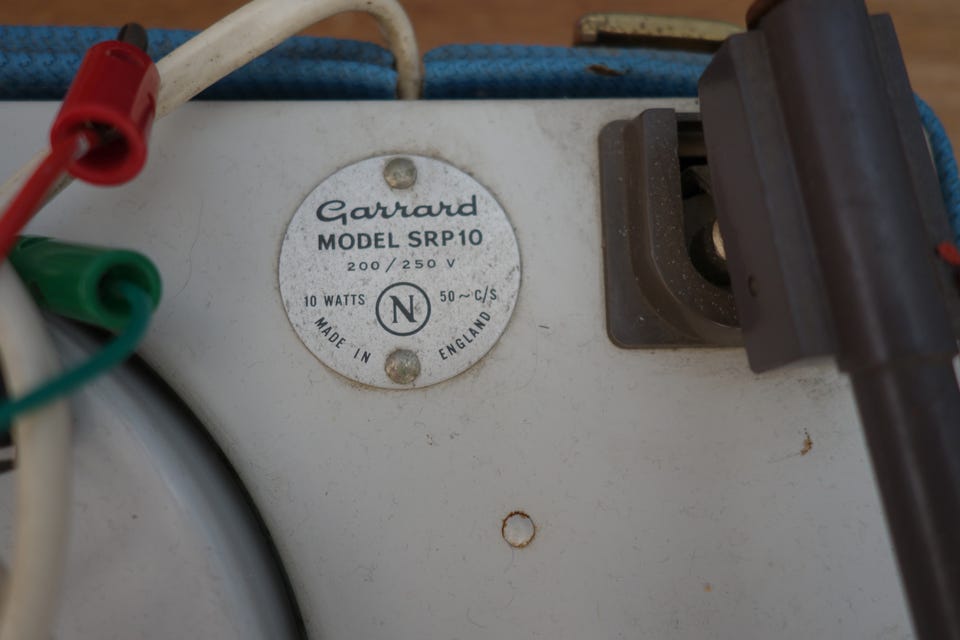 Garrard
MODEL SRP10
200/250 V
10 WATTS N 50~C/S
MADE IN ENGLAND